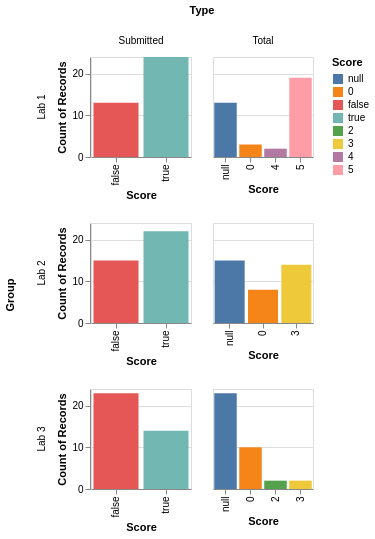 Type
Submitted
Total
Group
Lab 1
Count of Records
20
10
0
false
true
Score
null
0
4
5
Score
Score
null
0
false
true
2
3
4
5
Lab 2
Count of Records
20
10
0
false
true
Score
null
0
3
Score
Lab 3
Count of Records
20
10
0
false
true
Score
null
0
2
3
Score